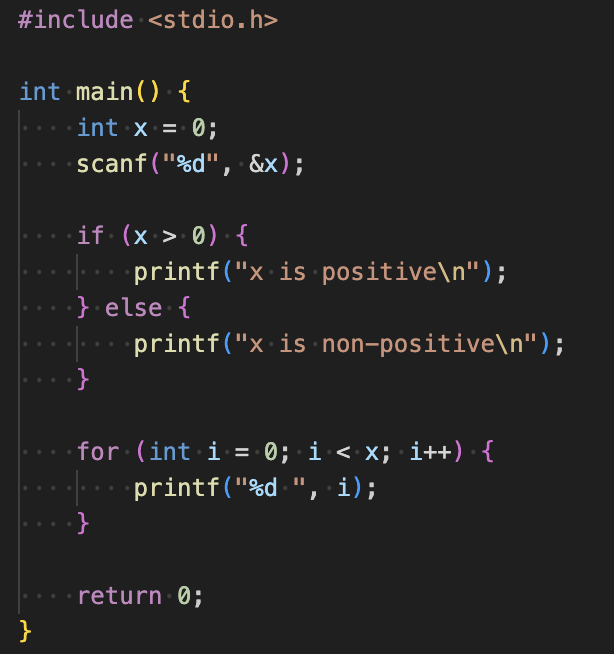 #include <stdio.h>

int main() {
    int x = 0;
    scanf("%d", &x);

    if (x > 0) {
        printf("x is positive\n");
    } else {
        printf("x is non-positive\n");
    }

    for (int i = 0; i < x; i++) {
        printf("%d ", i);
    }

    return 0;
}